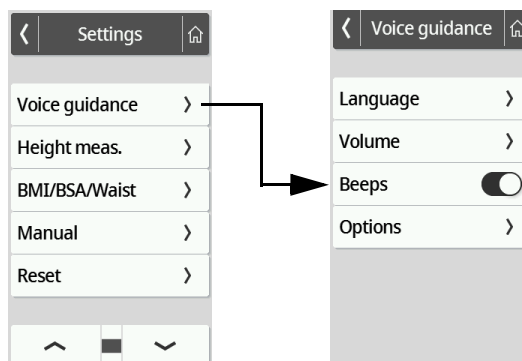 Settings
Voice guidance
Height meas.
BMI/BSA/Waist
Manual
Reset
Voice guidance
Language
Volume
Beeps
Options